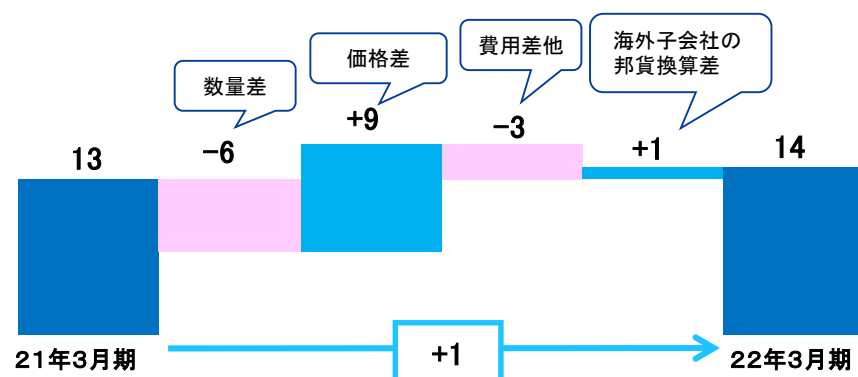 数量差
価格差
費用差他
海外子会社の
邦貨換算差
13
−6
+9
−3
+1
14
21年3月期
+1
22年3月期